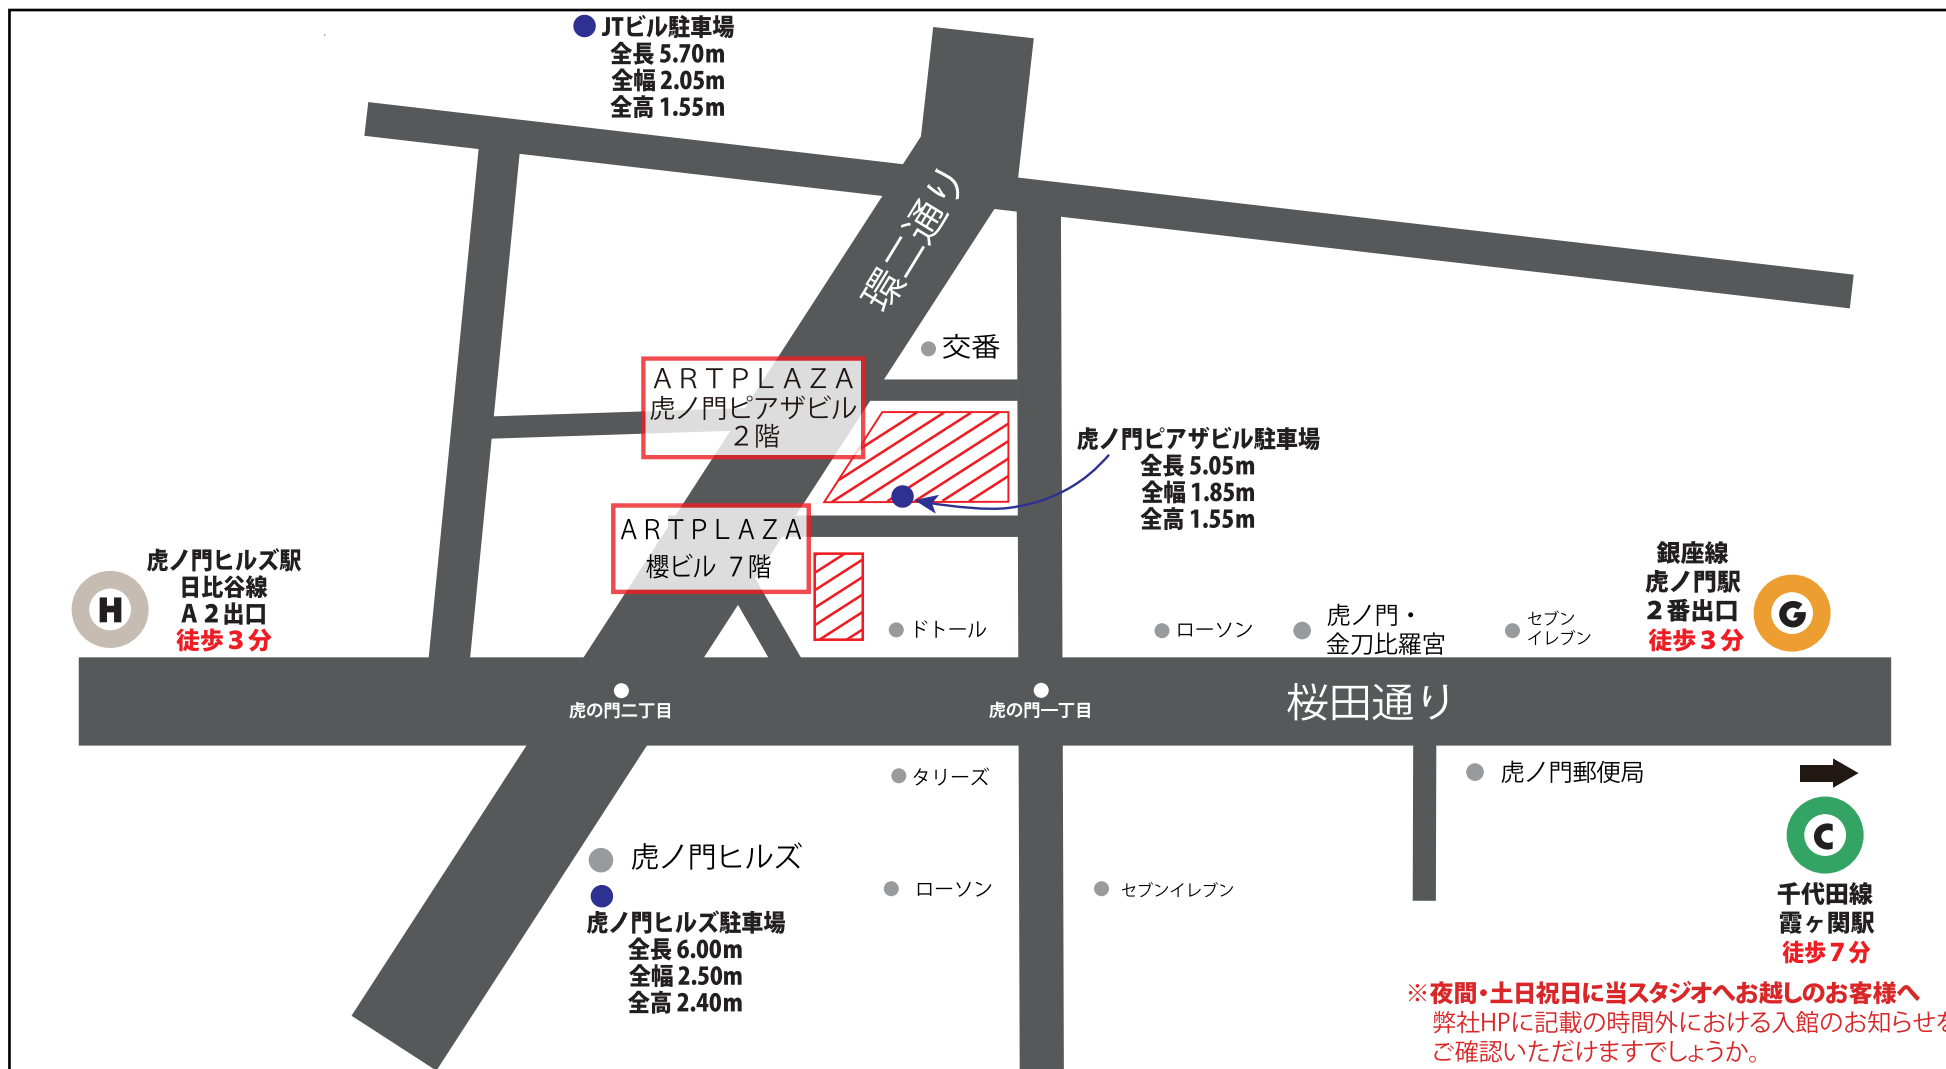 JTビル駐車場
全長 5.70m
全幅 2.05m
全高 1.55m
環二通り
交番
ARTPLAZA
虎ノ門ピアザビル
2階
虎ノ門ピアザビル駐車場
全長 5.05m
全幅 1.85m
全高 1.55m
ARTPLAZA
櫻ビル 7階
虎ノ門ヒルズ駅
日比谷線
A2出口
徒歩3分
H
銀座線
虎ノ門駅
2番出口
徒歩3分
G
ドトール
ローソン
虎ノ門・
金刀比羅宮
セブン
イレブン
虎の門二丁目
虎の門一丁目
桜田通り
タリーズ
虎ノ門郵便局
虎ノ門ヒルズ
ローソン
セブンイレブン
虎ノ門ヒルズ駐車場
全長 6.00m
全幅 2.50m
全高 2.40m
C
千代田線
霞ヶ関駅
徒歩7分
※夜間・土日祝日に当スタジオへお越しのお客様へ
弊社HPに記載の時間外における入館のお知らせを
ご確認いただけますでしょうか。